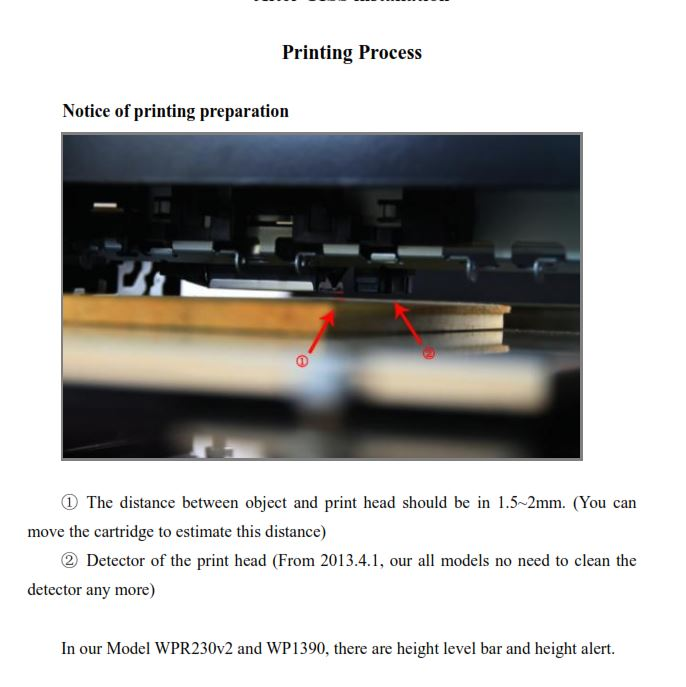 Printing Process
Notice of printing preparation
①
②
① The distance between object and print head should be in 1.5~2mm. (You can
move the cartridge to estimate this distance)
② Detector of the print head (From 2013.4.1, our all models no need to clean the
detector any more)
In our Model WPR230v2 and WP1390, there are height level bar and height alert.